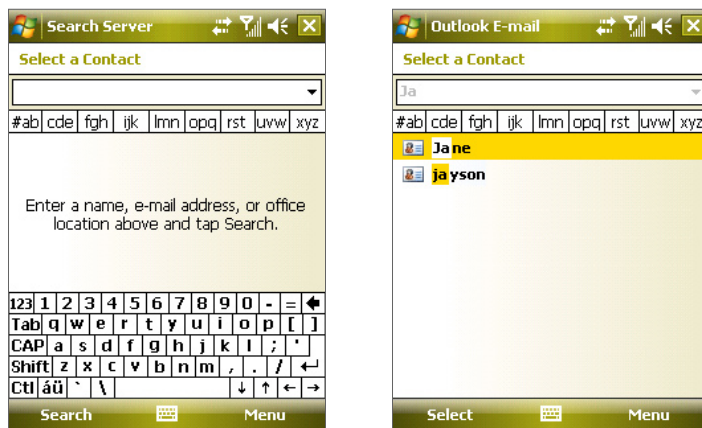 Search Server
Select a Contact
#ab cde fgh ijk lmn opq rst uvw xyz
Enter a name, e-mail address, or office
location above and tap Search.
123 1 2 3 4 5 6 7 8 9 0 - =
Tab q w e r t y u i o p [ ]
CAP a s d f g h j k l ; '
Shift z x c v b n m , . /
Ctl áü ` \ ↓ ↑ ← →
Search Menu
Outlook E-mail
Select a Contact
Ja
#ab cde fgh ijk lmn opq rst uvw xyz
Jane
jayson
Select Menu